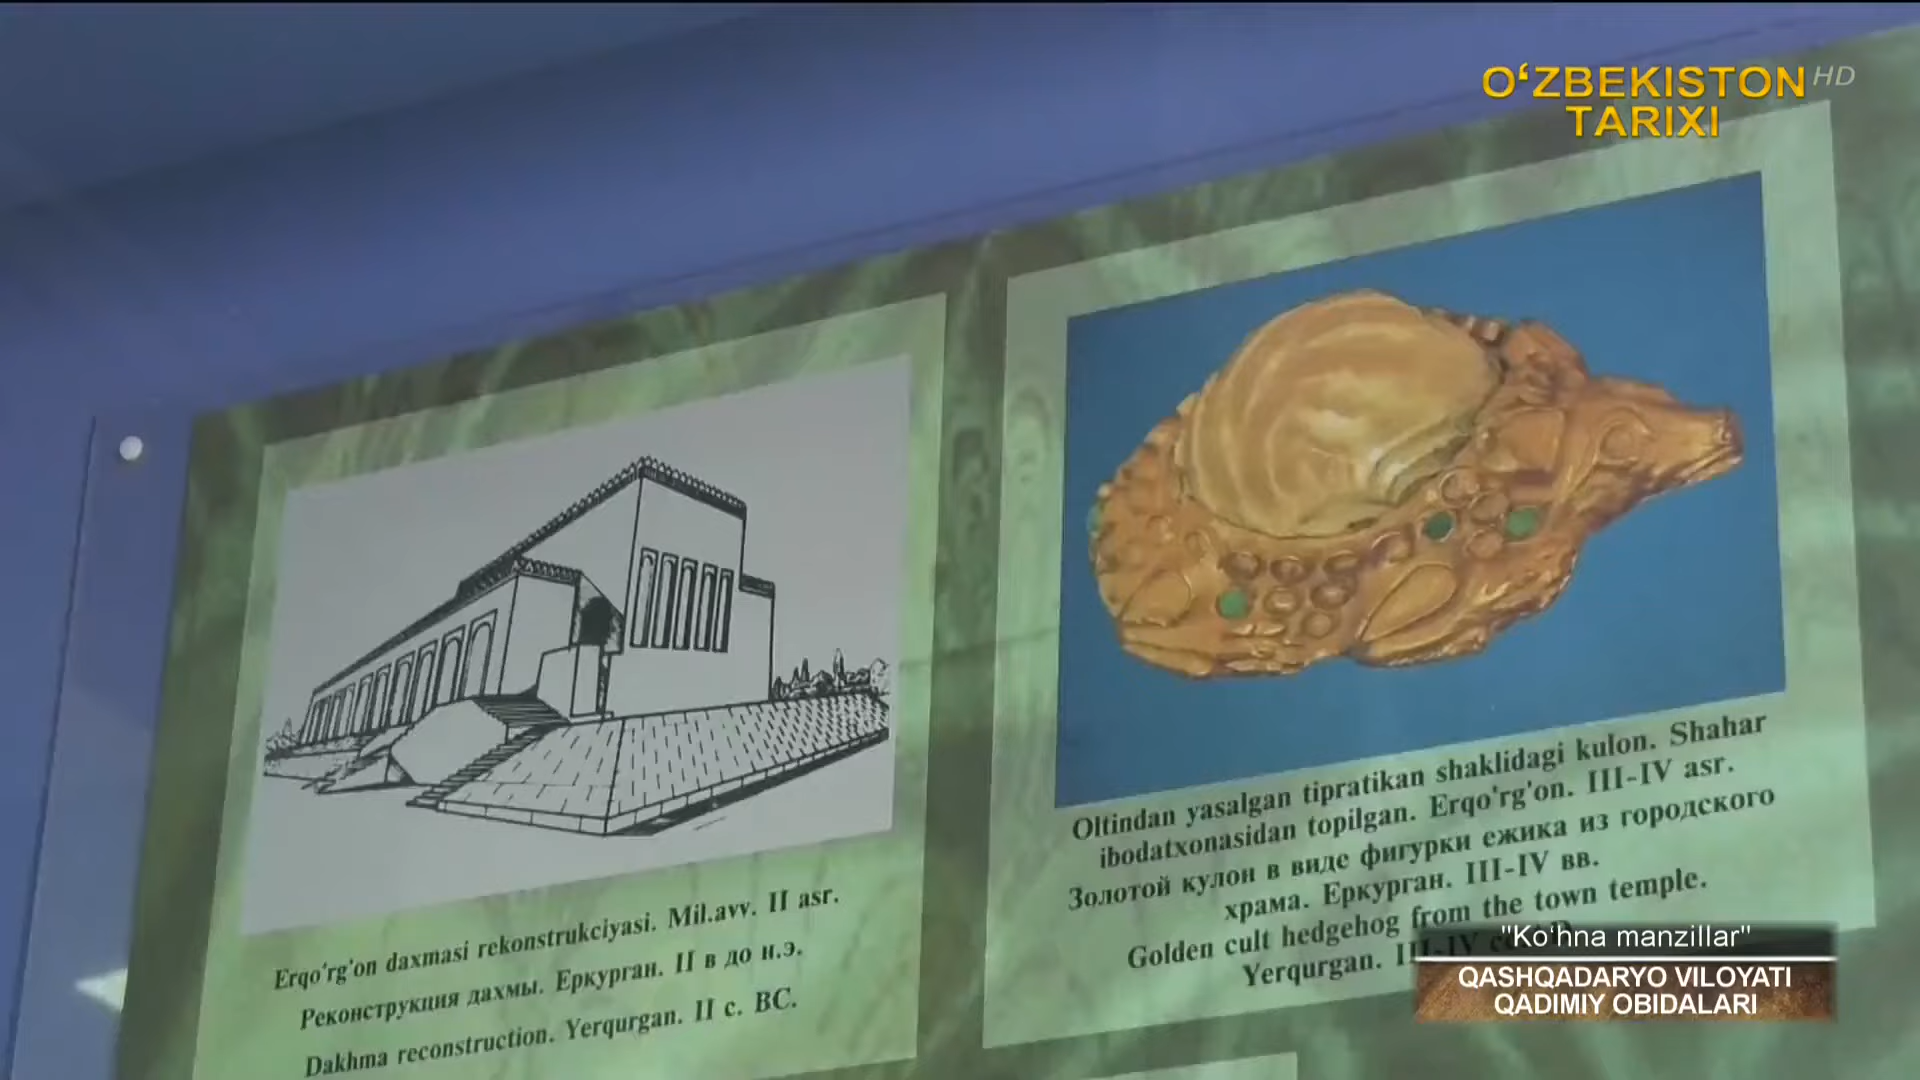 O‘ZBEKISTON HD
TARIXI
Erqo'rg'on daxmasi rekonstrukciyasi. Mil.avv. II asr.
Реконструкция дахмы. Еркурган. II в до н.э.
Dakhma reconstruction. Yerqurgan. II c. BC.
Oltindan yasalgan tipratikan shaklidagi kulon. Shahar
ibodatxonasidan topilgan. Erqo'rg'on. III-IV asr.
Золотой кулон в виде фигурки ежика из городского
храма. Еркурган. III-IV вв.
Golden cult hedgehog from the town temple.
Yerqurgan. III-IV
"Ko‘hna manzillar"
QASHQADARYO VILOYATI
QADIMIY OBIDALARI